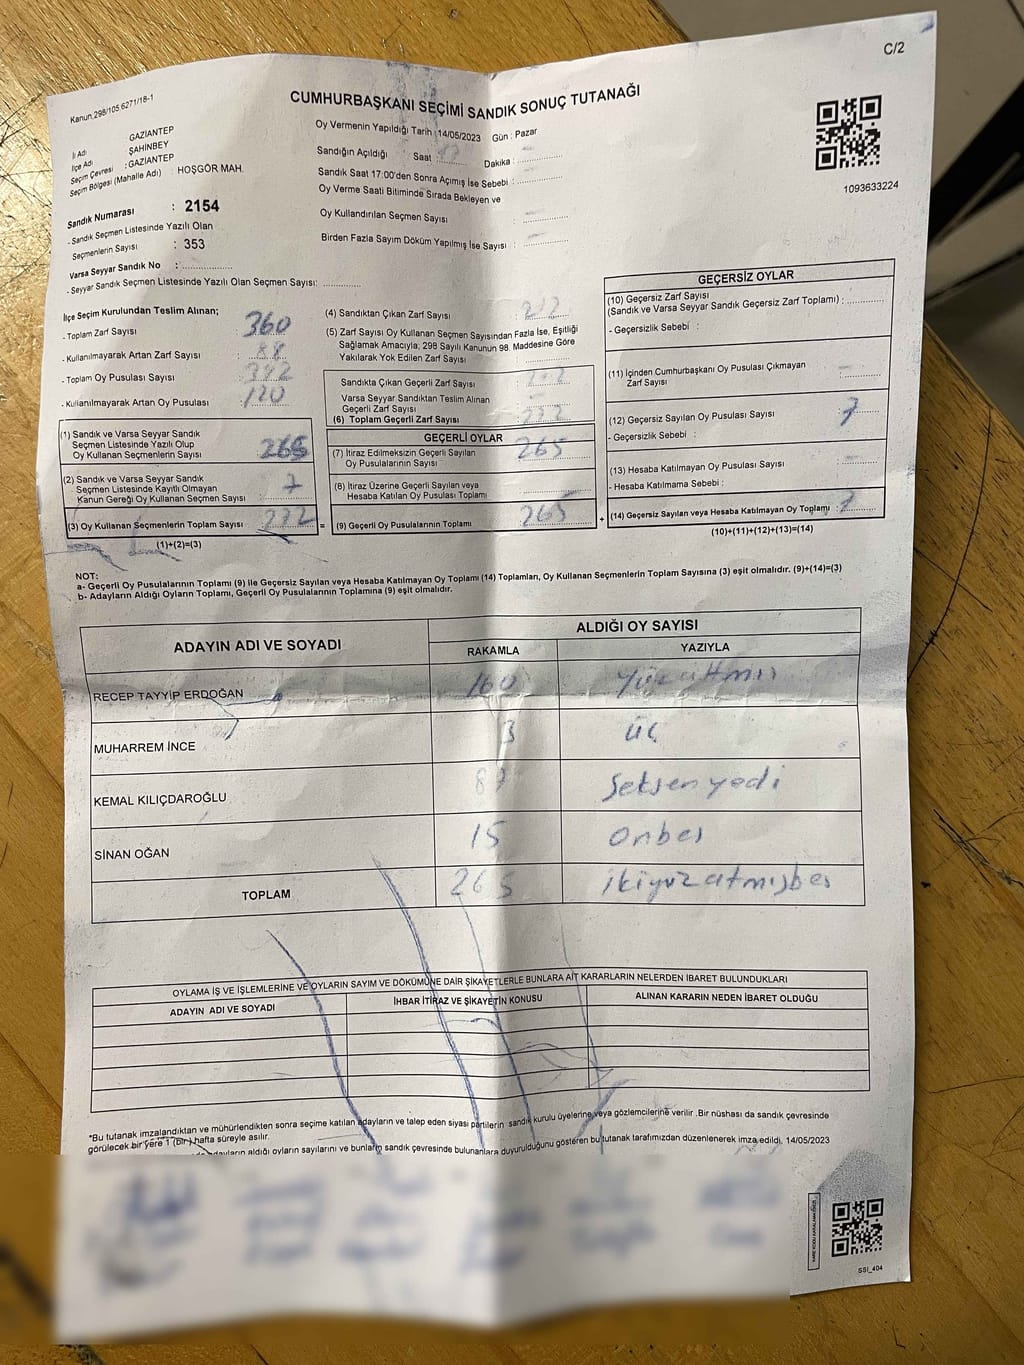 C/2
Kanun.298/105,6271/18-1
CUMHURBAŞKANI SEÇİMİ SANDIK SONUÇ TUTANAĞI
İl Adı GAZİANTEP
İlçe Adı ŞAHİNBEY
Seçim Çevresi : GAZİANTEP
Seçim Bölgesi (Mahalle Adı) HOŞGÖR MAH.
Sandık Numarası : 2154
- Sandık Seçmen Listesinde Yazılı Olan
Seçmenlerin Sayısı : 353
Varsa Seyyar Sandık No :
- Seyyar Sandık Seçmen Listesinde Yazılı Olan Seçmen Sayısı:
Oy Vermenin Yapıldığı Tarih :14/05/2023 Gün : Pazar
Sandığın Açıldığı Saat : Dakika :
Sandık Saat 17:00'den Sonra Açımış İse Sebebi :
Oy Verme Saati Bitiminde Sırada Bekleyen ve
Oy Kullandırılan Seçmen Sayısı
Birden Fazla Sayım Döküm Yapılmış İse Sayısı :
1093633224
İlçe Seçim Kurulundan Teslim Alınan;
- Toplam Zarf Sayısı : 360
- Kullanılmayarak Artan Zarf Sayısı : 88
- Toplam Oy Pusulası Sayısı : 392
- Kullanılmayarak Artan Oy Pusulası : 120
(1) Sandık ve Varsa Seyyar Sandık
Seçmen Listesinde Yazılı Olup
Oy Kullanan Seçmenlerin Sayısı 265
(2) Sandık ve Varsa Seyyar Sandık
Seçmen Listesinde Kayıtlı Olmayan
Kanun Gereği Oy Kullanan Seçmen Sayısı 7
(3) Oy Kullanan Seçmenlerin Toplam Sayısı 272 =
(1)+(2)=(3)
(4) Sandıktan Çıkan Zarf Sayısı : 272
(5) Zarf Sayısı Oy Kullanan Seçmen Sayısından Fazla İse, Eşitliği
Sağlamak Amacıyla; 298 Sayılı Kanunun 98. Maddesine Göre
Yakılarak Yok Edilen Zarf Sayısı
Sandıkta Çıkan Geçerli Zarf Sayısı : 272
Varsa Seyyar Sandıktan Teslim Alınan
Geçerli Zarf Sayısı
(6) Toplam Geçerli Zarf Sayısı : 272
GEÇERLİ OYLAR
(7) İtiraz Edilmeksizin Geçerli Sayılan
Oy Pusulalarının Sayısı 265
(8) İtiraz Üzerine Geçerli Sayılan veya
Hesaba Katılan Oy Pusulası Toplamı
(9) Geçerli Oy Pusulalarının Toplamı 265 +
GEÇERSİZ OYLAR
(10) Geçersiz Zarf Sayısı
(Sandık ve Varsa Seyyar Sandık Geçersiz Zarf Toplamı) :
- Geçersizlik Sebebi :
(11) İçinden Cumhurbaşkanı Oy Pusulası Çıkmayan
Zarf Sayısı : -
(12) Geçersiz Sayılan Oy Pusulası Sayısı : 7
- Geçersizlik Sebebi :
(13) Hesaba Katılmayan Oy Pusulası Sayısı : -
- Hesaba Katılmama Sebebi :
(14) Geçersiz Sayılan veya Hesaba Katılmayan Oy Toplamı : 7
(10)+(11)+(12)+(13)=(14)
NOT:
a- Geçerli Oy Pusulalarının Toplamı (9) ile Geçersiz Sayılan veya Hesaba Katılmayan Oy Toplamı (14) Toplamları, Oy Kullanan Seçmenlerin Toplam Sayısına (3) eşit olmalıdır. (9)+(14)=(3)
b- Adayların Aldığı Oyların Toplamı, Geçerli Oy Pusulalarının Toplamına (9) eşit olmalıdır.
ADAYIN ADI VE SOYADI
ALDIĞI OY SAYISI
RAKAMLA YAZIYLA
RECEP TAYYİP ERDOĞAN 160 Yüzaltmış
MUHARREM İNCE 3 üç
KEMAL KILIÇDAROĞLU 87 Seksen yedi
SİNAN OĞAN 15 onbeş
TOPLAM 265 ikiyüz atmışbeş
OYLAMA İŞ VE İŞLEMLERİNE VE OYLARIN SAYIM VE DÖKÜMÜNE DAİR ŞİKAYETLERLE BUNLARA AİT KARARLARIN NELERDEN İBARET BULUNDUKLARI
ADAYIN ADI VE SOYADI İHBAR İTİRAZ VE ŞİKAYETİN KONUSU ALINAN KARARIN NEDEN İBARET OLDUĞU
*Bu tutanak imzalandıktan ve mühürlendikten sonra seçime katılan adayların ve talep eden siyasi partilerin sandık kurulu üyelerine veya gözlemcilerine verilir .Bir nüshası da sandık çevresinde
görülecek bir yere 1 (bir) hafta süreyle asılır.
aldığı oyların sayılarını ve bunların sandık çevresinde bulunanlara duyurulduğunu gösteren bu tutanak tarafımızdan düzenlenerek imza edildi. 14/05/2023
SSI_404